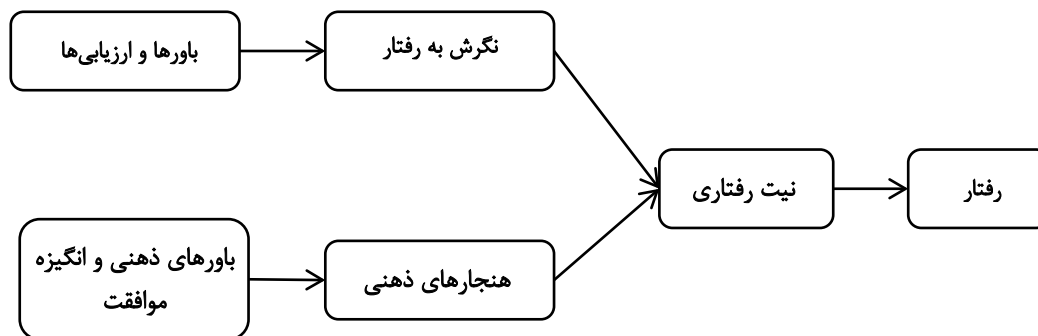 باورها و ارزیابی‌ها
نگرش به رفتار
نیت رفتاری
رفتار
باورهای ذهنی و انگیزه
موافقت
هنجارهای ذهنی